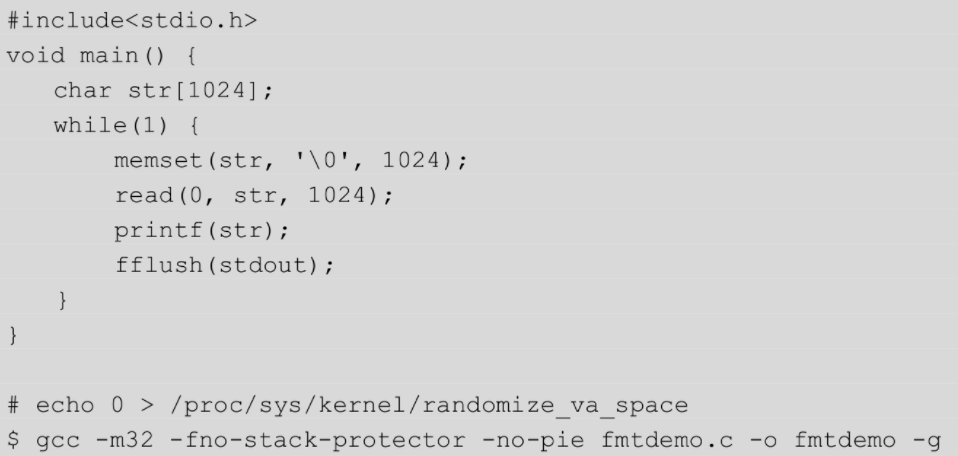 #include<stdio.h>
void main() {
char str[1024];
while(1) {
memset(str, '\0', 1024);
read(0, str, 1024);
printf(str);
fflush(stdout);
}
}
# echo 0 > /proc/sys/kernel/randomize_va_space
$ gcc -m32 -fno-stack-protector -no-pie fmtdemo.c -o fmtdemo -g